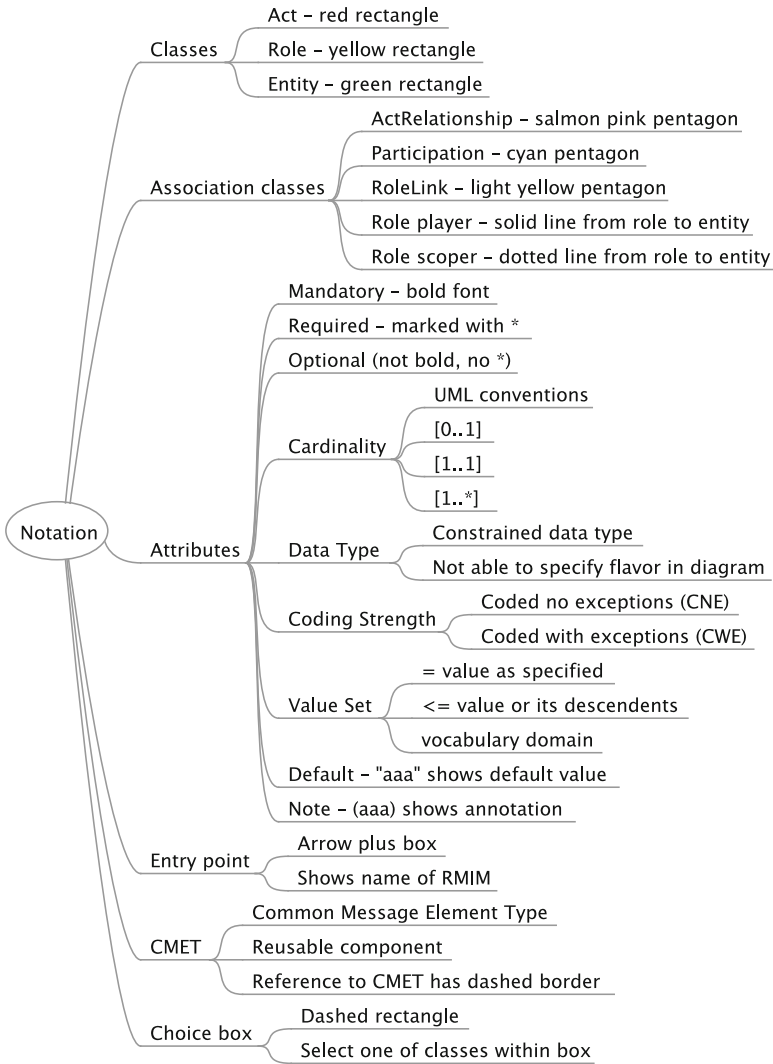 Notation
Classes
Act – red rectangle
Role – yellow rectangle
Entity – green rectangle
Association classes
ActRelationship – salmon pink pentagon
Participation – cyan pentagon
RoleLink – light yellow pentagon
Role player – solid line from role to entity
Role scoper – dotted line from role to entity
Attributes
Mandatory – bold font
Required – marked with *
Optional (not bold, no *)
Cardinality
UML conventions
[0..1]
[1..1]
[1..*]
Data Type
Constrained data type
Not able to specify flavor in diagram
Coding Strength
Coded no exceptions (CNE)
Coded with exceptions (CWE)
Value Set
= value as specified
<= value or its descendents
vocabulary domain
Default – "aaa" shows default value
Note – (aaa) shows annotation
Entry point
Arrow plus box
Shows name of RMIM
CMET
Common Message Element Type
Reusable component
Reference to CMET has dashed border
Choice box
Dashed rectangle
Select one of classes within box